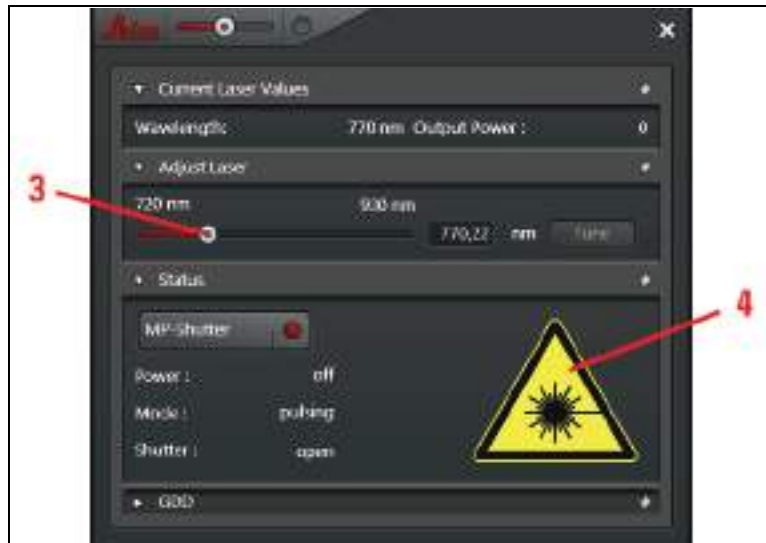 Leica
Current Laser Values
Wavelength: 770 nm Output Power : 0
Adjust Laser
3
720 nm 930 nm
770,22 nm Tune
Status
4
MP-Shutter
Power : off
Mode : pulsing
Shutter : open
GDD